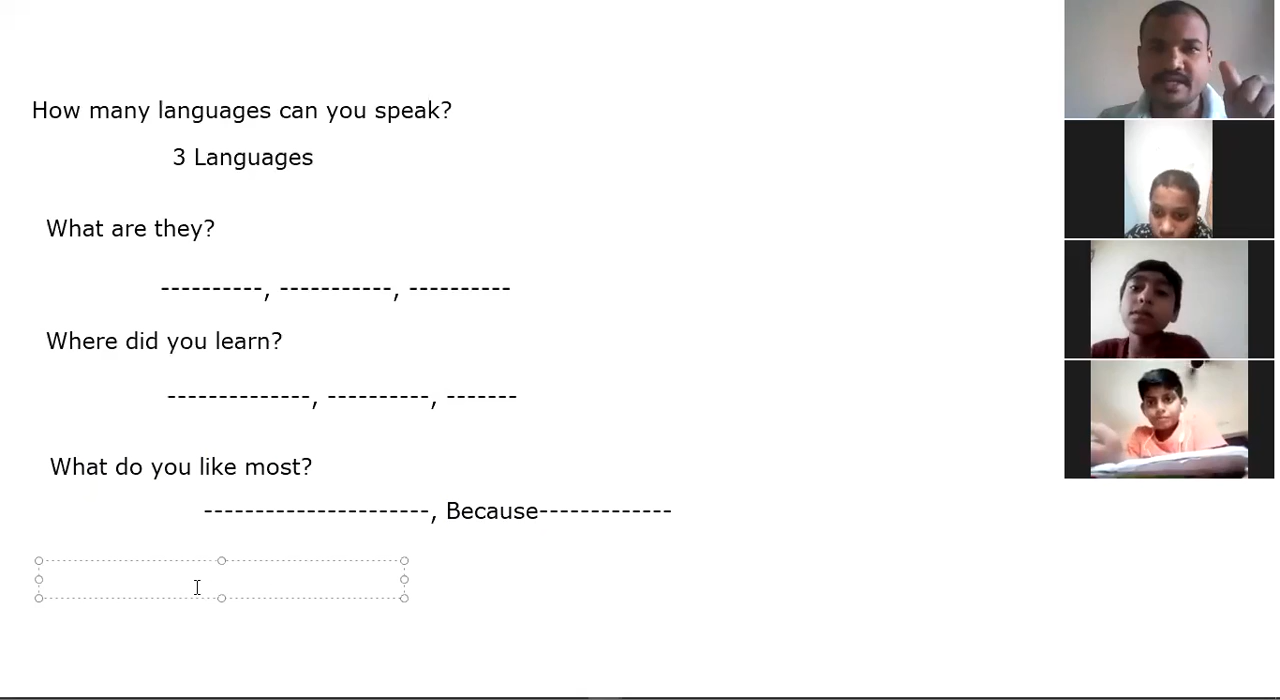 How many languages can you speak?
3 Languages
What are they?
----------, -----------, ----------
Where did you learn?
--------------, ----------, -------
What do you like most?
----------------------, Because-------------